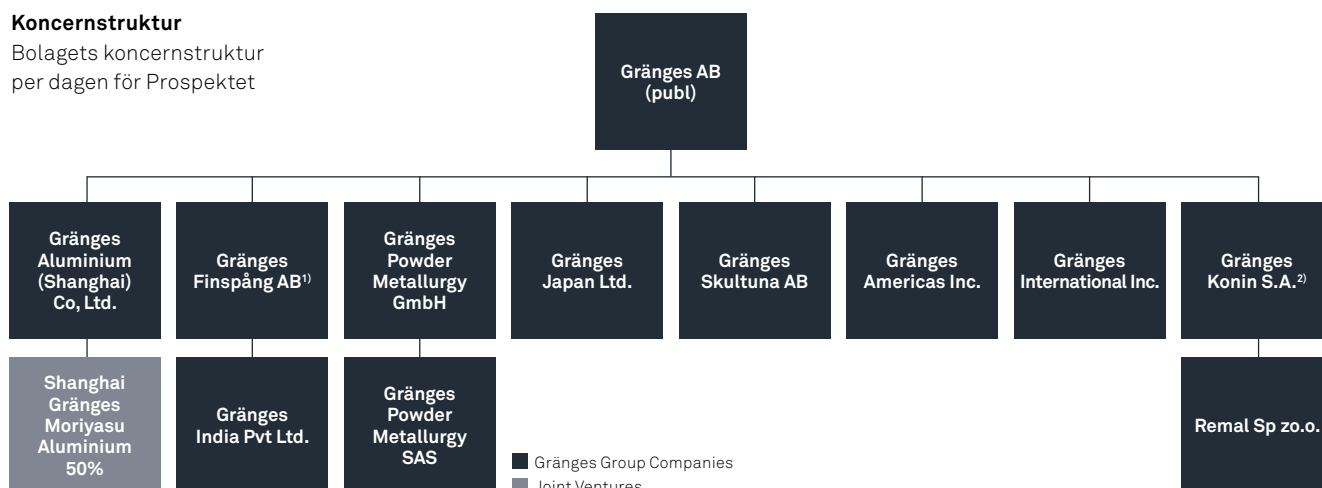 Koncernstruktur
Bolagets koncernstruktur
per dagen för Prospektet
Gränges AB
(publ)
Gränges
Aluminium
(Shanghai)
Co, Ltd.
Gränges
Finspång AB¹⁾
Gränges
Powder
Metallurgy
GmbH
Gränges
Japan Ltd.
Gränges
Skultuna AB
Gränges
Americas Inc.
Gränges
International Inc.
Gränges
Konin S.A.²⁾
Shanghai
Gränges
Moriyasu
Aluminium
50%
Gränges
India Pvt Ltd.
Gränges
Powder
Metallurgy
SAS
Remal Sp zo.o.
Gränges Group Companies
Joint Ventures